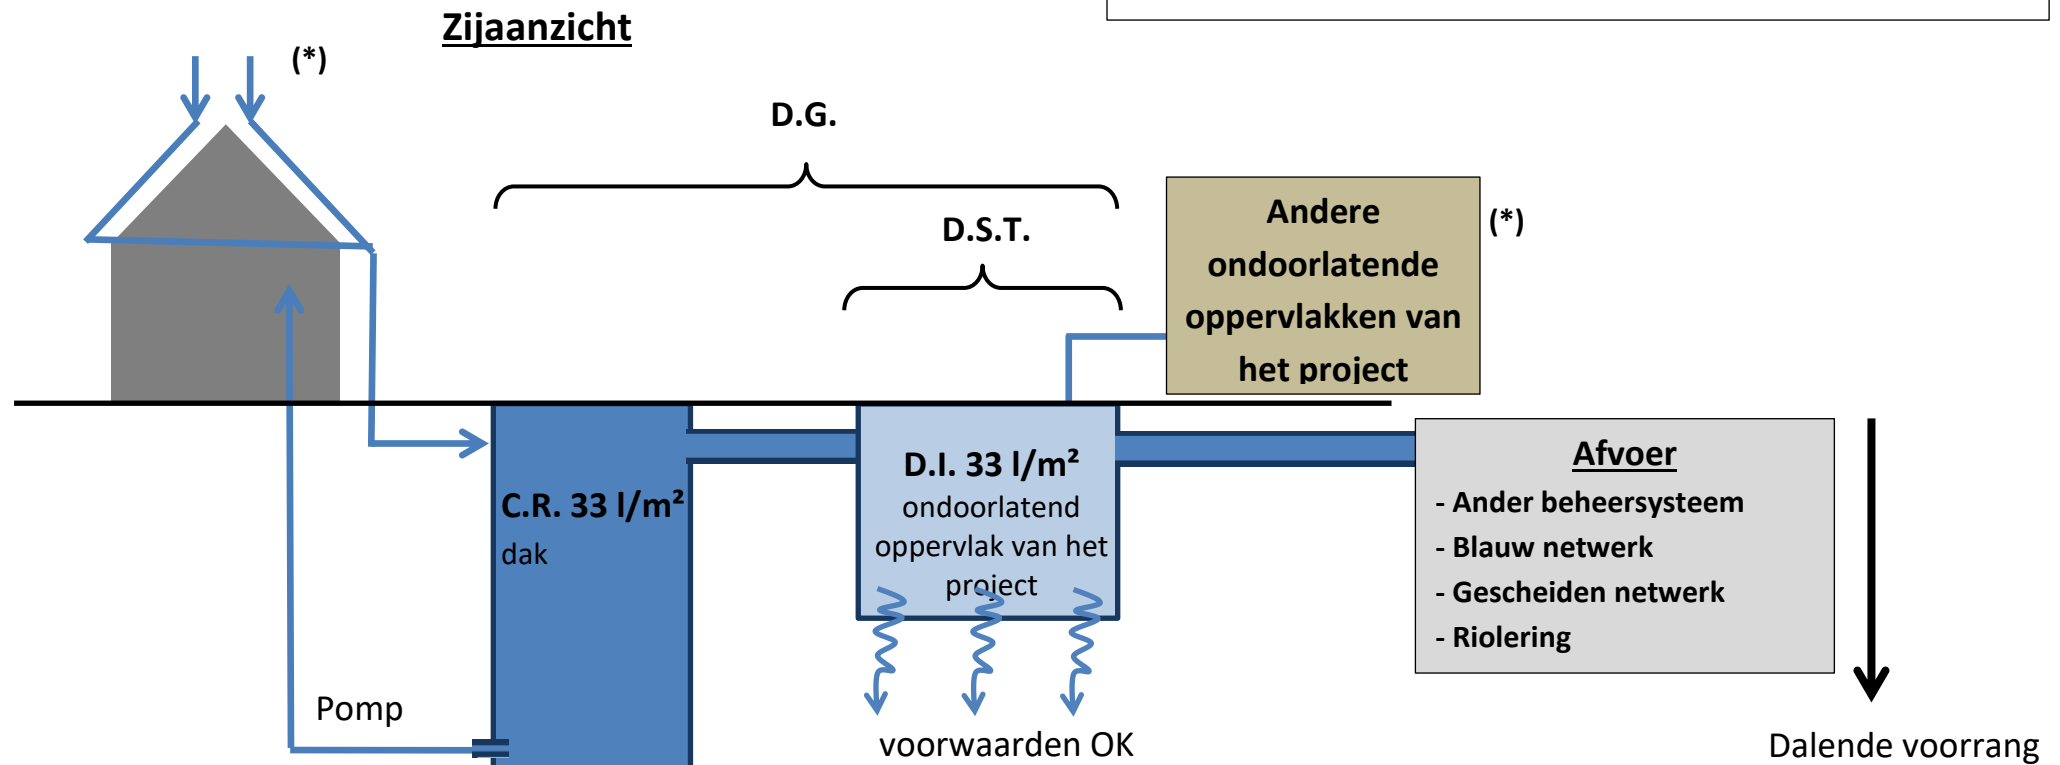 Zijaanzicht
(*)
D.G.
D.S.T.
Andere
ondoorlatende
oppervlakken van
het project
(*)
C.R. 33 l/m²
dak
D.I. 33 l/m²
ondoorlatend
oppervlak van het
project
Afvoer
- Ander beheersysteem
- Blauw netwerk
- Gescheiden netwerk
- Riolering
Pomp
voorwaarden OK
Dalende voorrang